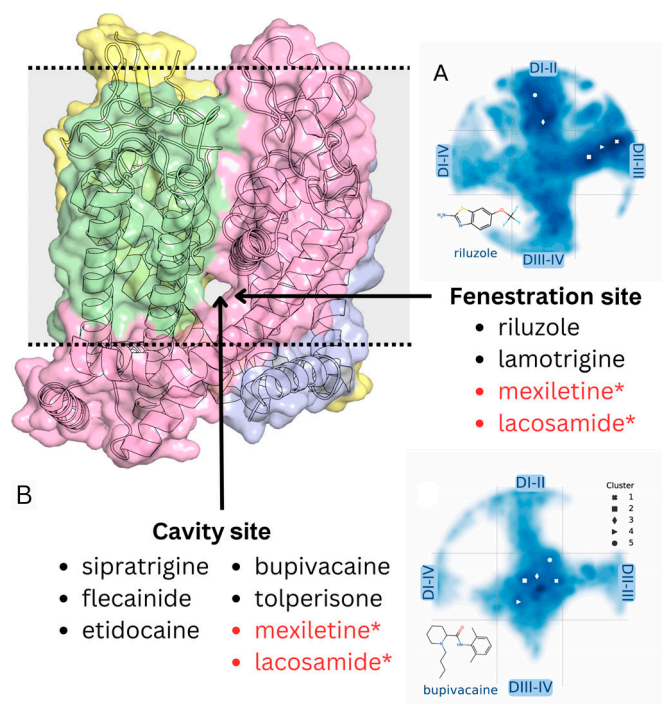 A
DI-II
DI-IV
DII-III
H₂N
S
N
O
F
F
F
riluzole
DIII-IV
Fenestration site
• riluzole
• lamotrigine
• mexiletine*
• lacosamide*
B
Cavity site
• sipratrigine
• flecainide
• etidocaine
• bupivacaine
• tolperisone
• mexiletine*
• lacosamide*
DI-II
Cluster
1
2
3
4
5
DI-IV
DII-III
O
N
NH
bupivacaine
DIII-IV